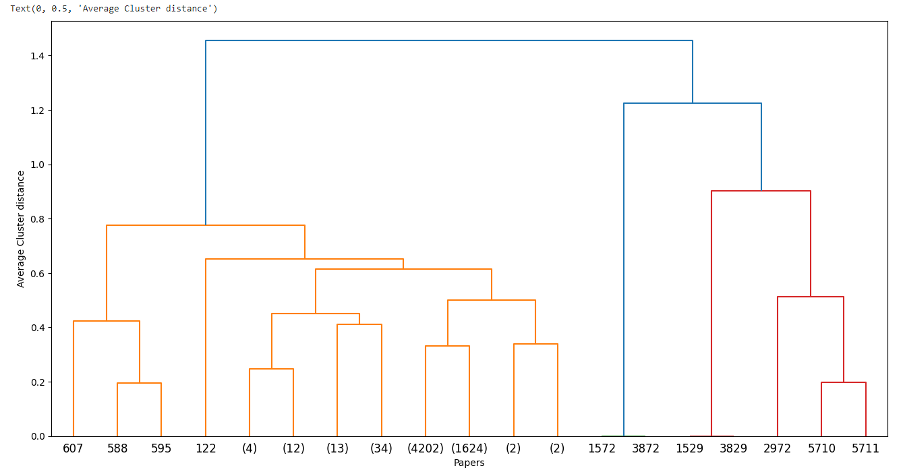 Text(0, 0.5, 'Average Cluster distance')
1.4
1.2
1.0
0.8
0.6
0.4
0.2
0.0
Average Cluster distance
607 588 595 122 (4) (12) (13) (34) (4202) (1624) (2) (2) 1572 3872 1529 3829 2972 5710 5711
Papers